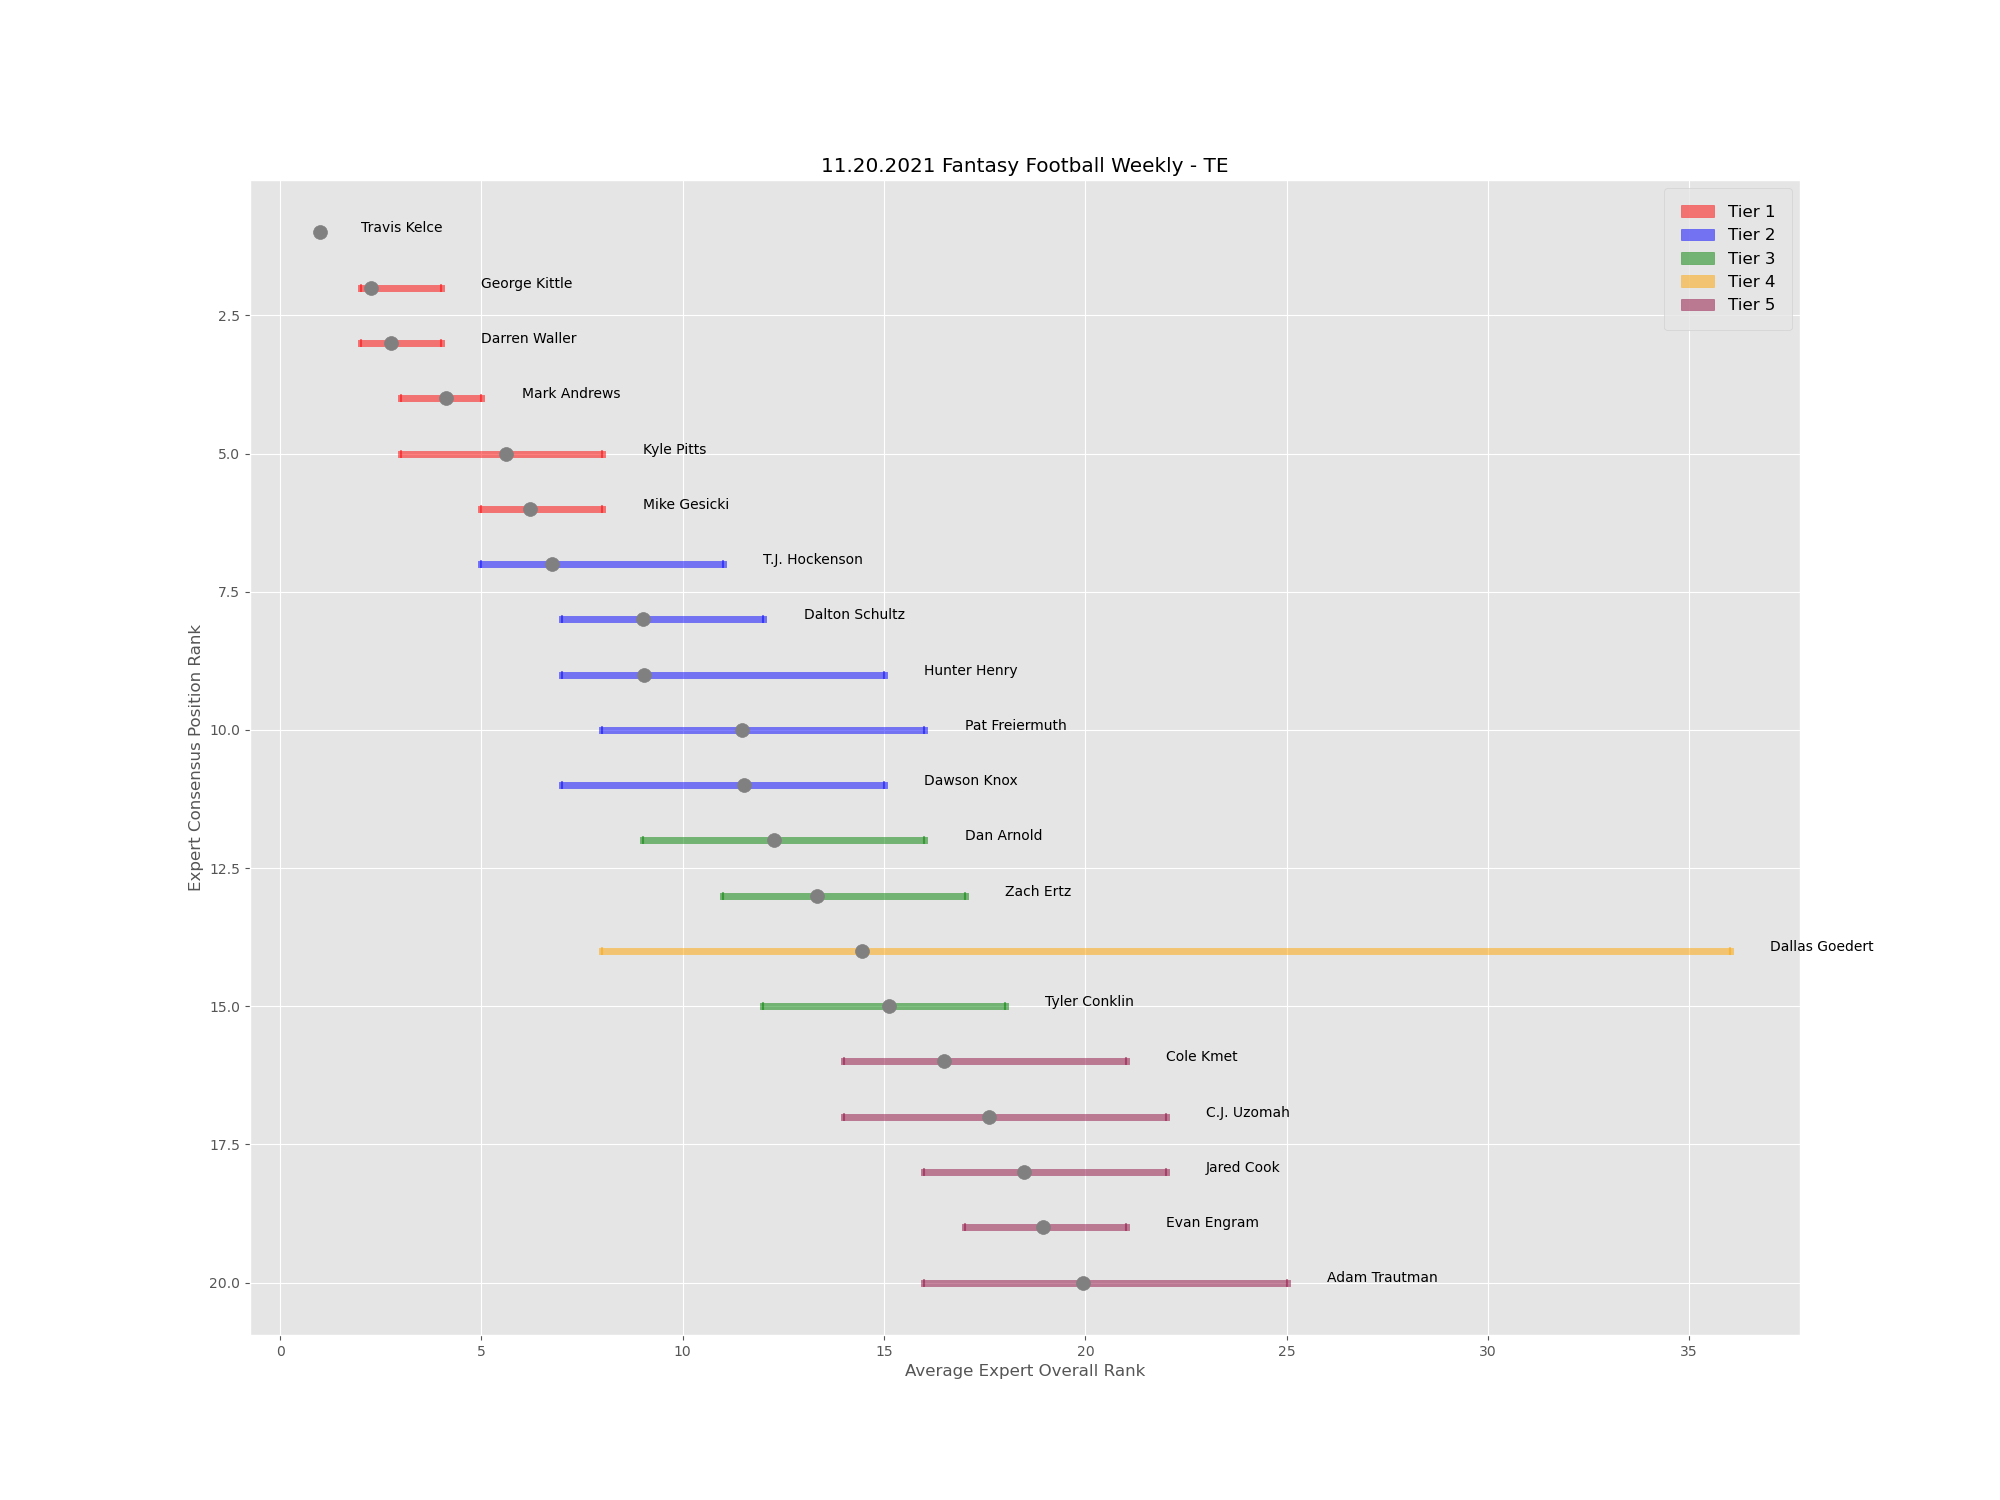 11.20.2021 Fantasy Football Weekly - TE
Tier 1
Tier 2
Tier 3
Tier 4
Tier 5
Travis Kelce
George Kittle
Darren Waller
Mark Andrews
Kyle Pitts
Mike Gesicki
T.J. Hockenson
Dalton Schultz
Hunter Henry
Pat Freiermuth
Dawson Knox
Dan Arnold
Zach Ertz
Dallas Goedert
Tyler Conklin
Cole Kmet
C.J. Uzomah
Jared Cook
Evan Engram
Adam Trautman
Expert Consensus Position Rank
2.5
5.0
7.5
10.0
12.5
15.0
17.5
20.0
0 5 10 15 20 25 30 35
Average Expert Overall Rank